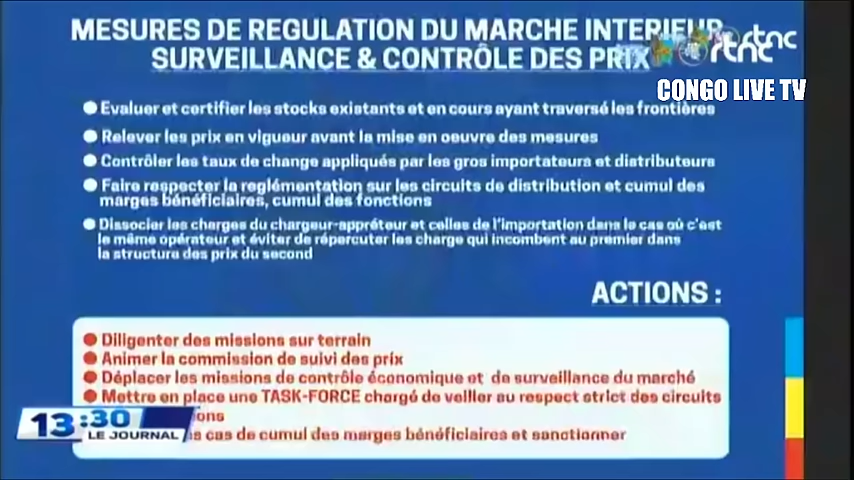 MESURES DE REGULATION DU MARCHE INTERIEUR
SURVEILLANCE & CONTRÔLE DES PRIX
rtnc
rtnc
CONGO LIVE TV
● Evaluer et certifier les stocks existants et en cours ayant traversé les frontières
● Relever les prix en vigueur avant la mise en oeuvre des mesures
● Contrôler les taux de change appliqués par les gros importateurs et distributeurs
● Faire respecter la reglémentation sur les circuits de distribution et cumul des
marges bénéficiaires, cumul des fonctions
● Dissocier les charges du chargeur-appréteur et celles de l'importation dans le cas où c'est
le même opérateur et éviter de répercuter les charge qui incombent au premier dans
la structure des prix du second
ACTIONS :
● Diligenter des missions sur terrain
● Animer la commission de suivi des prix
● Déplacer les missions de contrôle économique et de surveillance du marché
● Mettre en place une TASK-FORCE chargé de veiller au respect strict des circuits
ons
s cas de cumul des marges bénéficiaires et sanctionner
13:30
LE JOURNAL